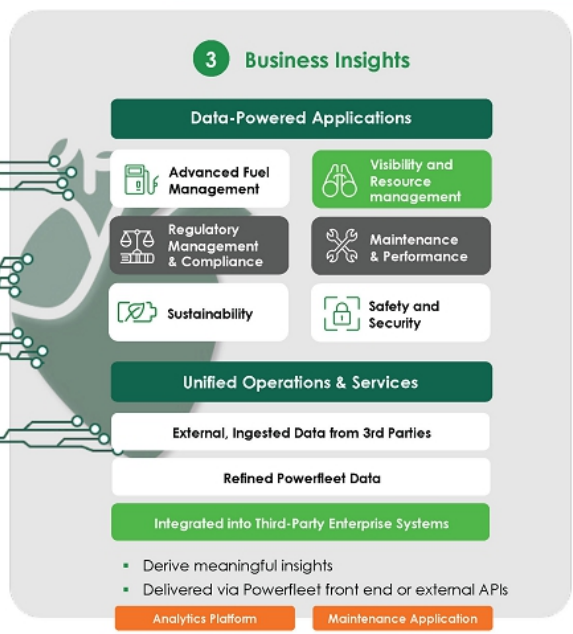 3 Business Insights
Data-Powered Applications
Advanced Fuel
Management
Visibility and
Resource
management
Regulatory
Management
& Compliance
Maintenance
& Performance
Sustainability
Safety and
Security
Unified Operations & Services
External, Ingested Data from 3rd Parties
Refined Powerfleet Data
Integrated into Third-Party Enterprise Systems
▪ Derive meaningful insights
▪ Delivered via Powerfleet front end or external APIs
Analytics Platform
Maintenance Application